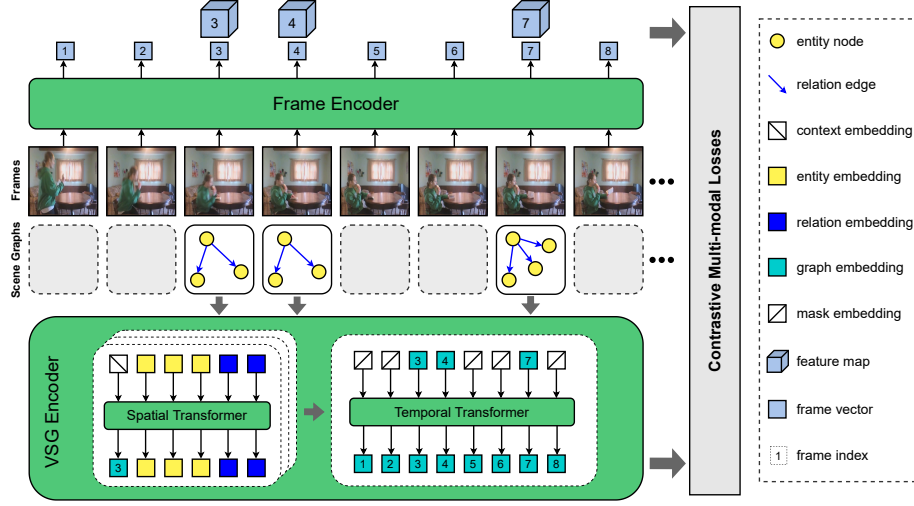 3 4 7
1 2 3 4 5 6 7 8
Frame Encoder
Frames
Scene Graphs
VSG Encoder
3 4 7
Spatial Transformer
Temporal Transformer
3
1 2 3 4 5 6 7 8
Contrastive Multi-modal Losses
entity node
relation edge
context embedding
entity embedding
relation embedding
graph embedding
mask embedding
feature map
frame vector
1 frame index